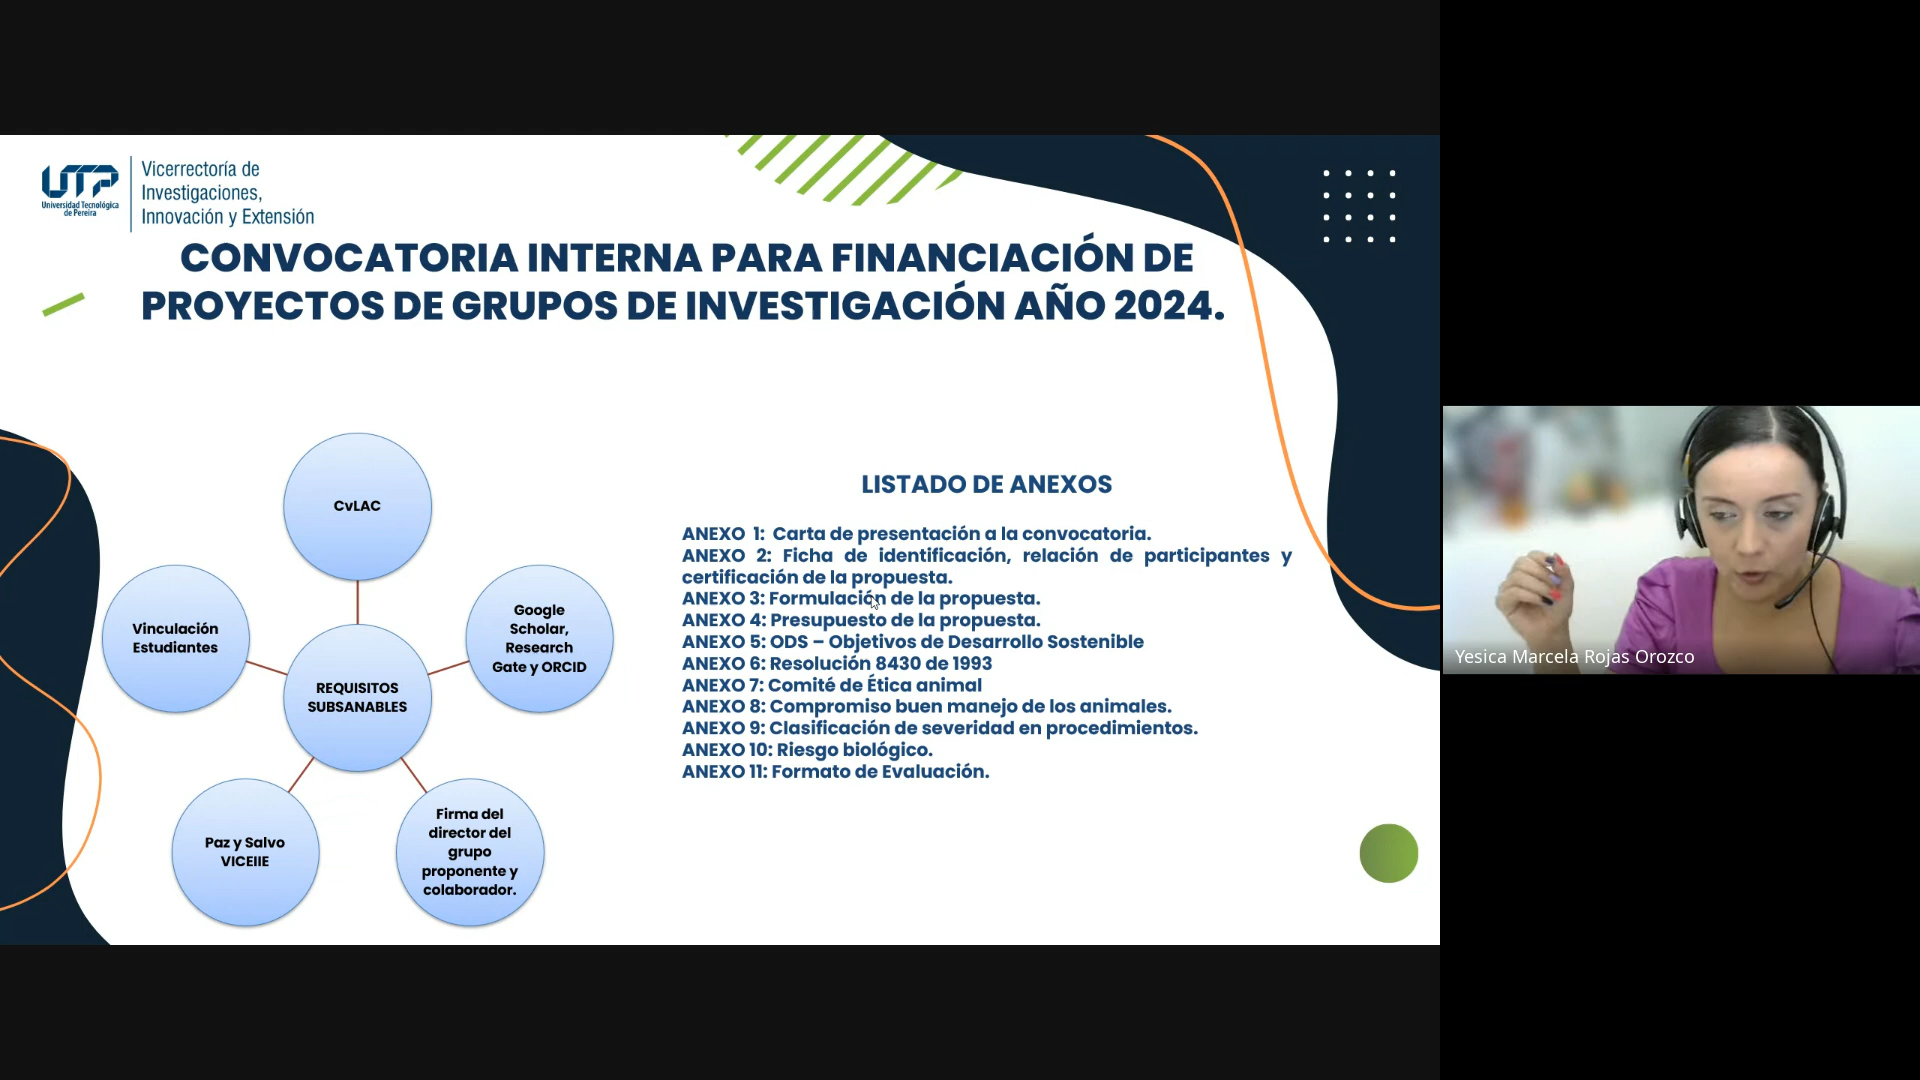 UTP
Universidad Tecnológica
de Pereira
Vicerrectoría de
Investigaciones,
Innovación y Extensión
CONVOCATORIA INTERNA PARA FINANCIACIÓN DE
PROYECTOS DE GRUPOS DE INVESTIGACIÓN AÑO 2024.
CvLAC
Vinculación
Estudiantes
Google
Scholar,
Research
Gate y ORCID
REQUISITOS
SUBSANABLES
Paz y Salvo
VICEIIE
Firma del
director del
grupo
proponente y
colaborador.
LISTADO DE ANEXOS
ANEXO 1: Carta de presentación a la convocatoria.
ANEXO 2: Ficha de identificación, relación de participantes y
certificación de la propuesta.
ANEXO 3: Formulación de la propuesta.
ANEXO 4: Presupuesto de la propuesta.
ANEXO 5: ODS – Objetivos de Desarrollo Sostenible
ANEXO 6: Resolución 8430 de 1993
ANEXO 7: Comité de Ética animal
ANEXO 8: Compromiso buen manejo de los animales.
ANEXO 9: Clasificación de severidad en procedimientos.
ANEXO 10: Riesgo biológico.
ANEXO 11: Formato de Evaluación.
Yesica Marcela Rojas Orozco